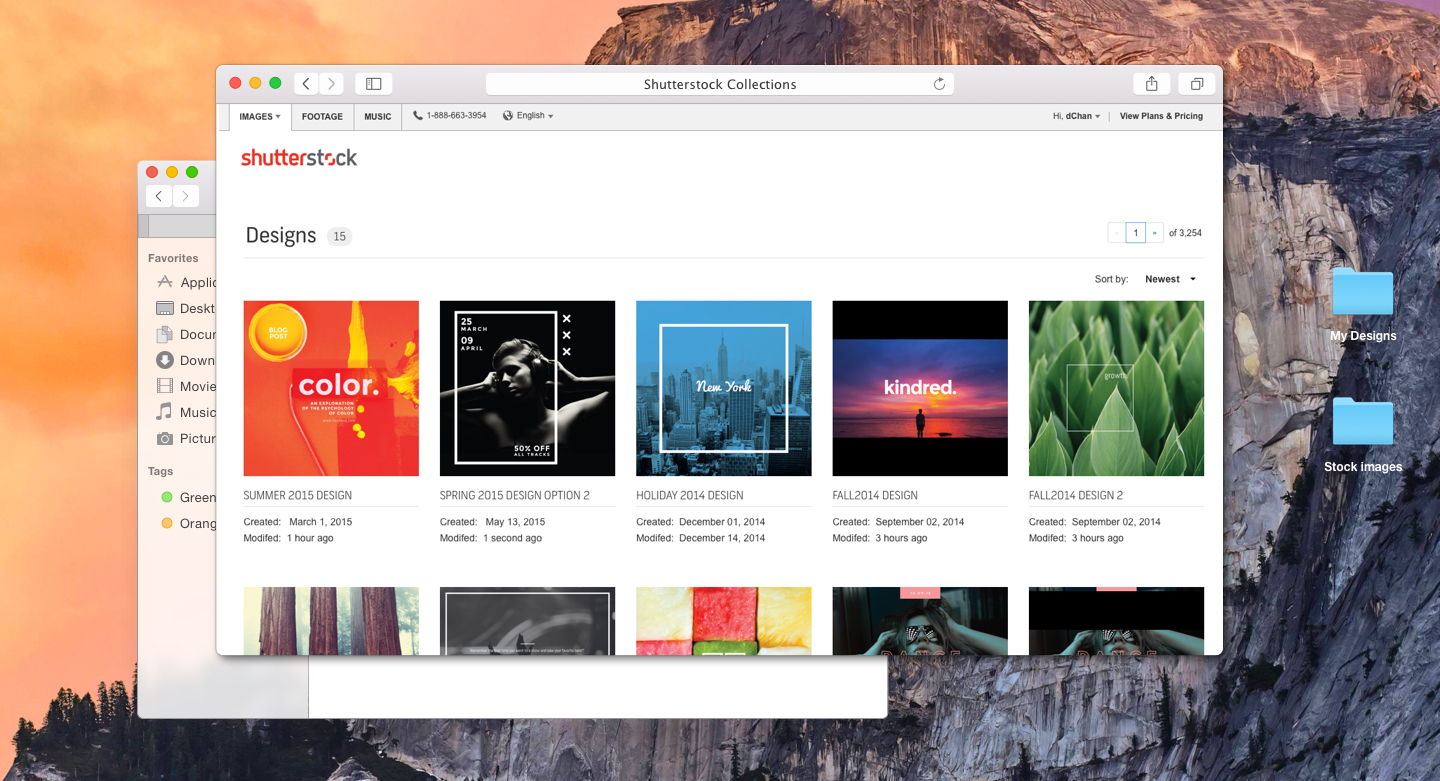 Shutterstock Collections
IMAGES
FOOTAGE
MUSIC
1-888-663-3954
English
Hi, dChan
View Plans & Pricing
shutterstock
Designs 15
« 1 » of 3,254
Sort by: Newest
BLOG
POST
color.
AN EXPLORATION
OF THE PSYCHOLOGY
OF COLOR
25
MARCH
09
APRIL
50% OFF
ALL TRACKS
New York
kindred.
growth
SUMMER 2015 DESIGN
Created: March 1, 2015
Modifed: 1 hour ago
SPRING 2015 DESIGN OPTION 2
Created: May 13, 2015
Modifed: 1 second ago
HOLIDAY 2014 DESIGN
Created: December 01, 2014
Modifed: December 14, 2014
FALL2014 DESIGN
Created: September 02, 2014
Modifed: 3 hours ago
FALL2014 DESIGN 2
Created: September 02, 2014
Modifed: 3 hours ago
DANCE
DANCE
Favorites
Applic
Deskt
Docur
Down
Movie
Music
Pictur
Tags
Green
Orang
My Designs
Stock images